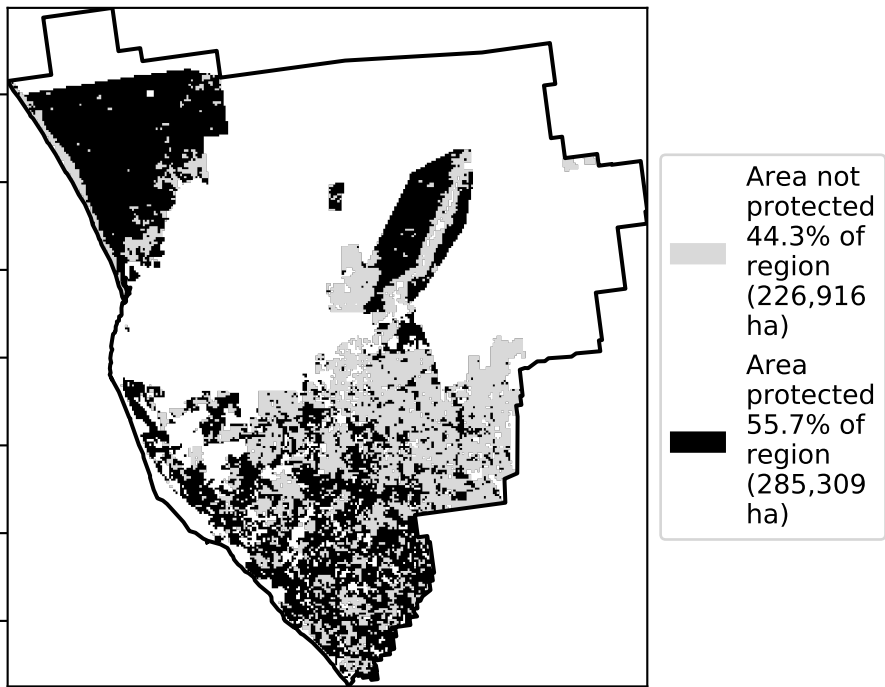 Area not
protected
44.3% of
region
(226,916
ha)
Area
protected
55.7% of
region
(285,309
ha)